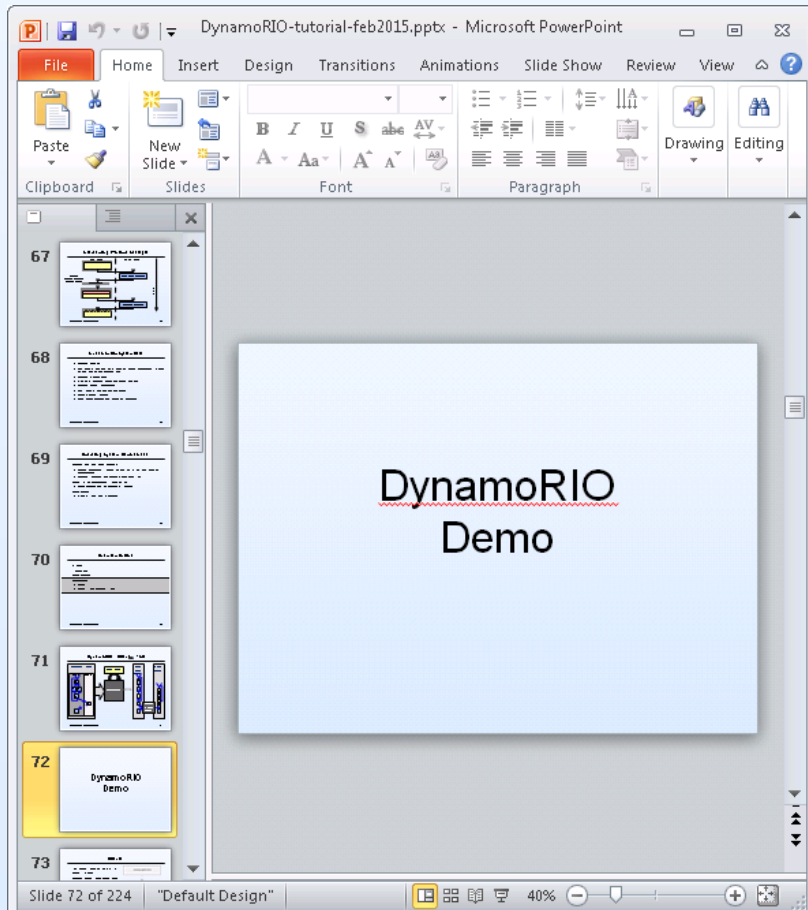 DynamoRIO-tutorial-feb2015.pptx - Microsoft PowerPoint
File Home Insert Design Transitions Animations Slide Show Review View
Paste
New
Slide
Drawing Editing
B I U S abc AV
A Aa A A
Clipboard Slides Font Paragraph
67
68
69
70
71
72
DynamoRIO
Demo
73
DynamoRIO
Demo
Slide 72 of 224 "Default Design" 40%